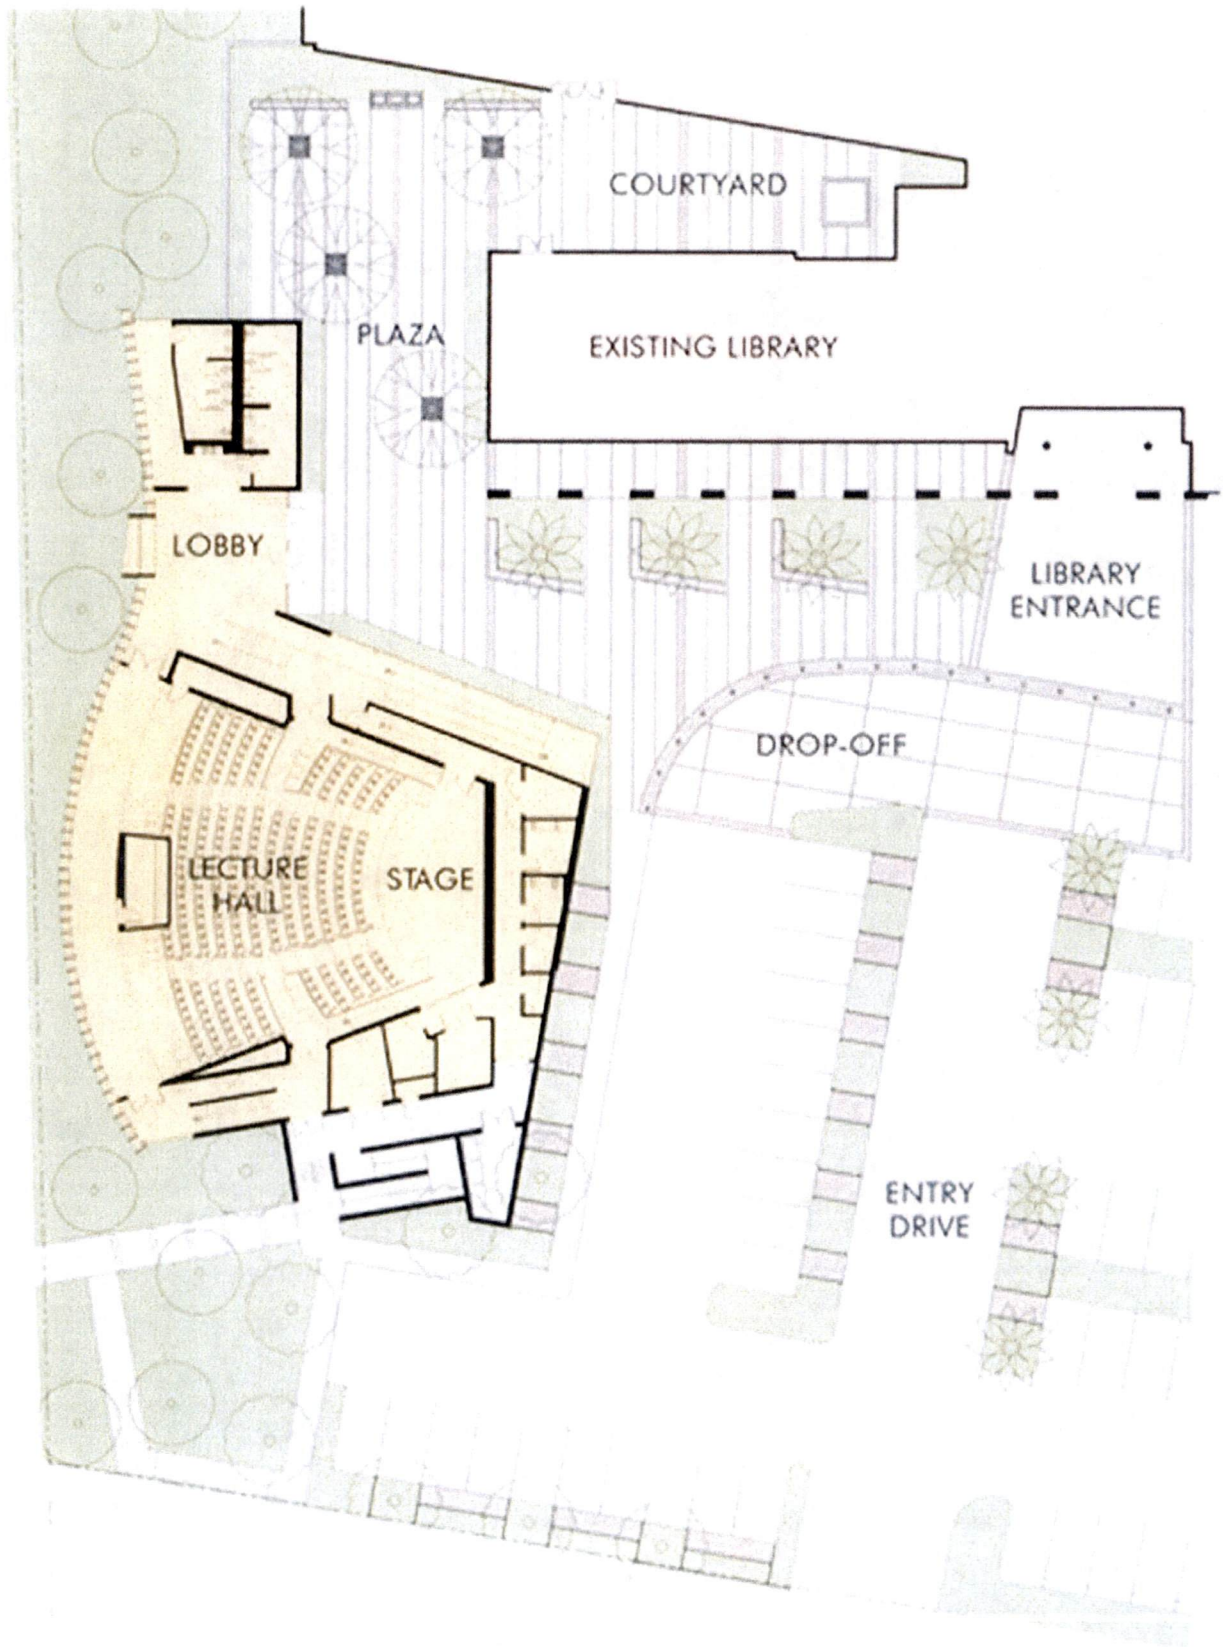 COURTYARD
PLAZA
EXISTING LIBRARY
LOBBY
LIBRARY
ENTRANCE
DROP-OFF
LECTURE
HALL
STAGE
ENTRY
DRIVE